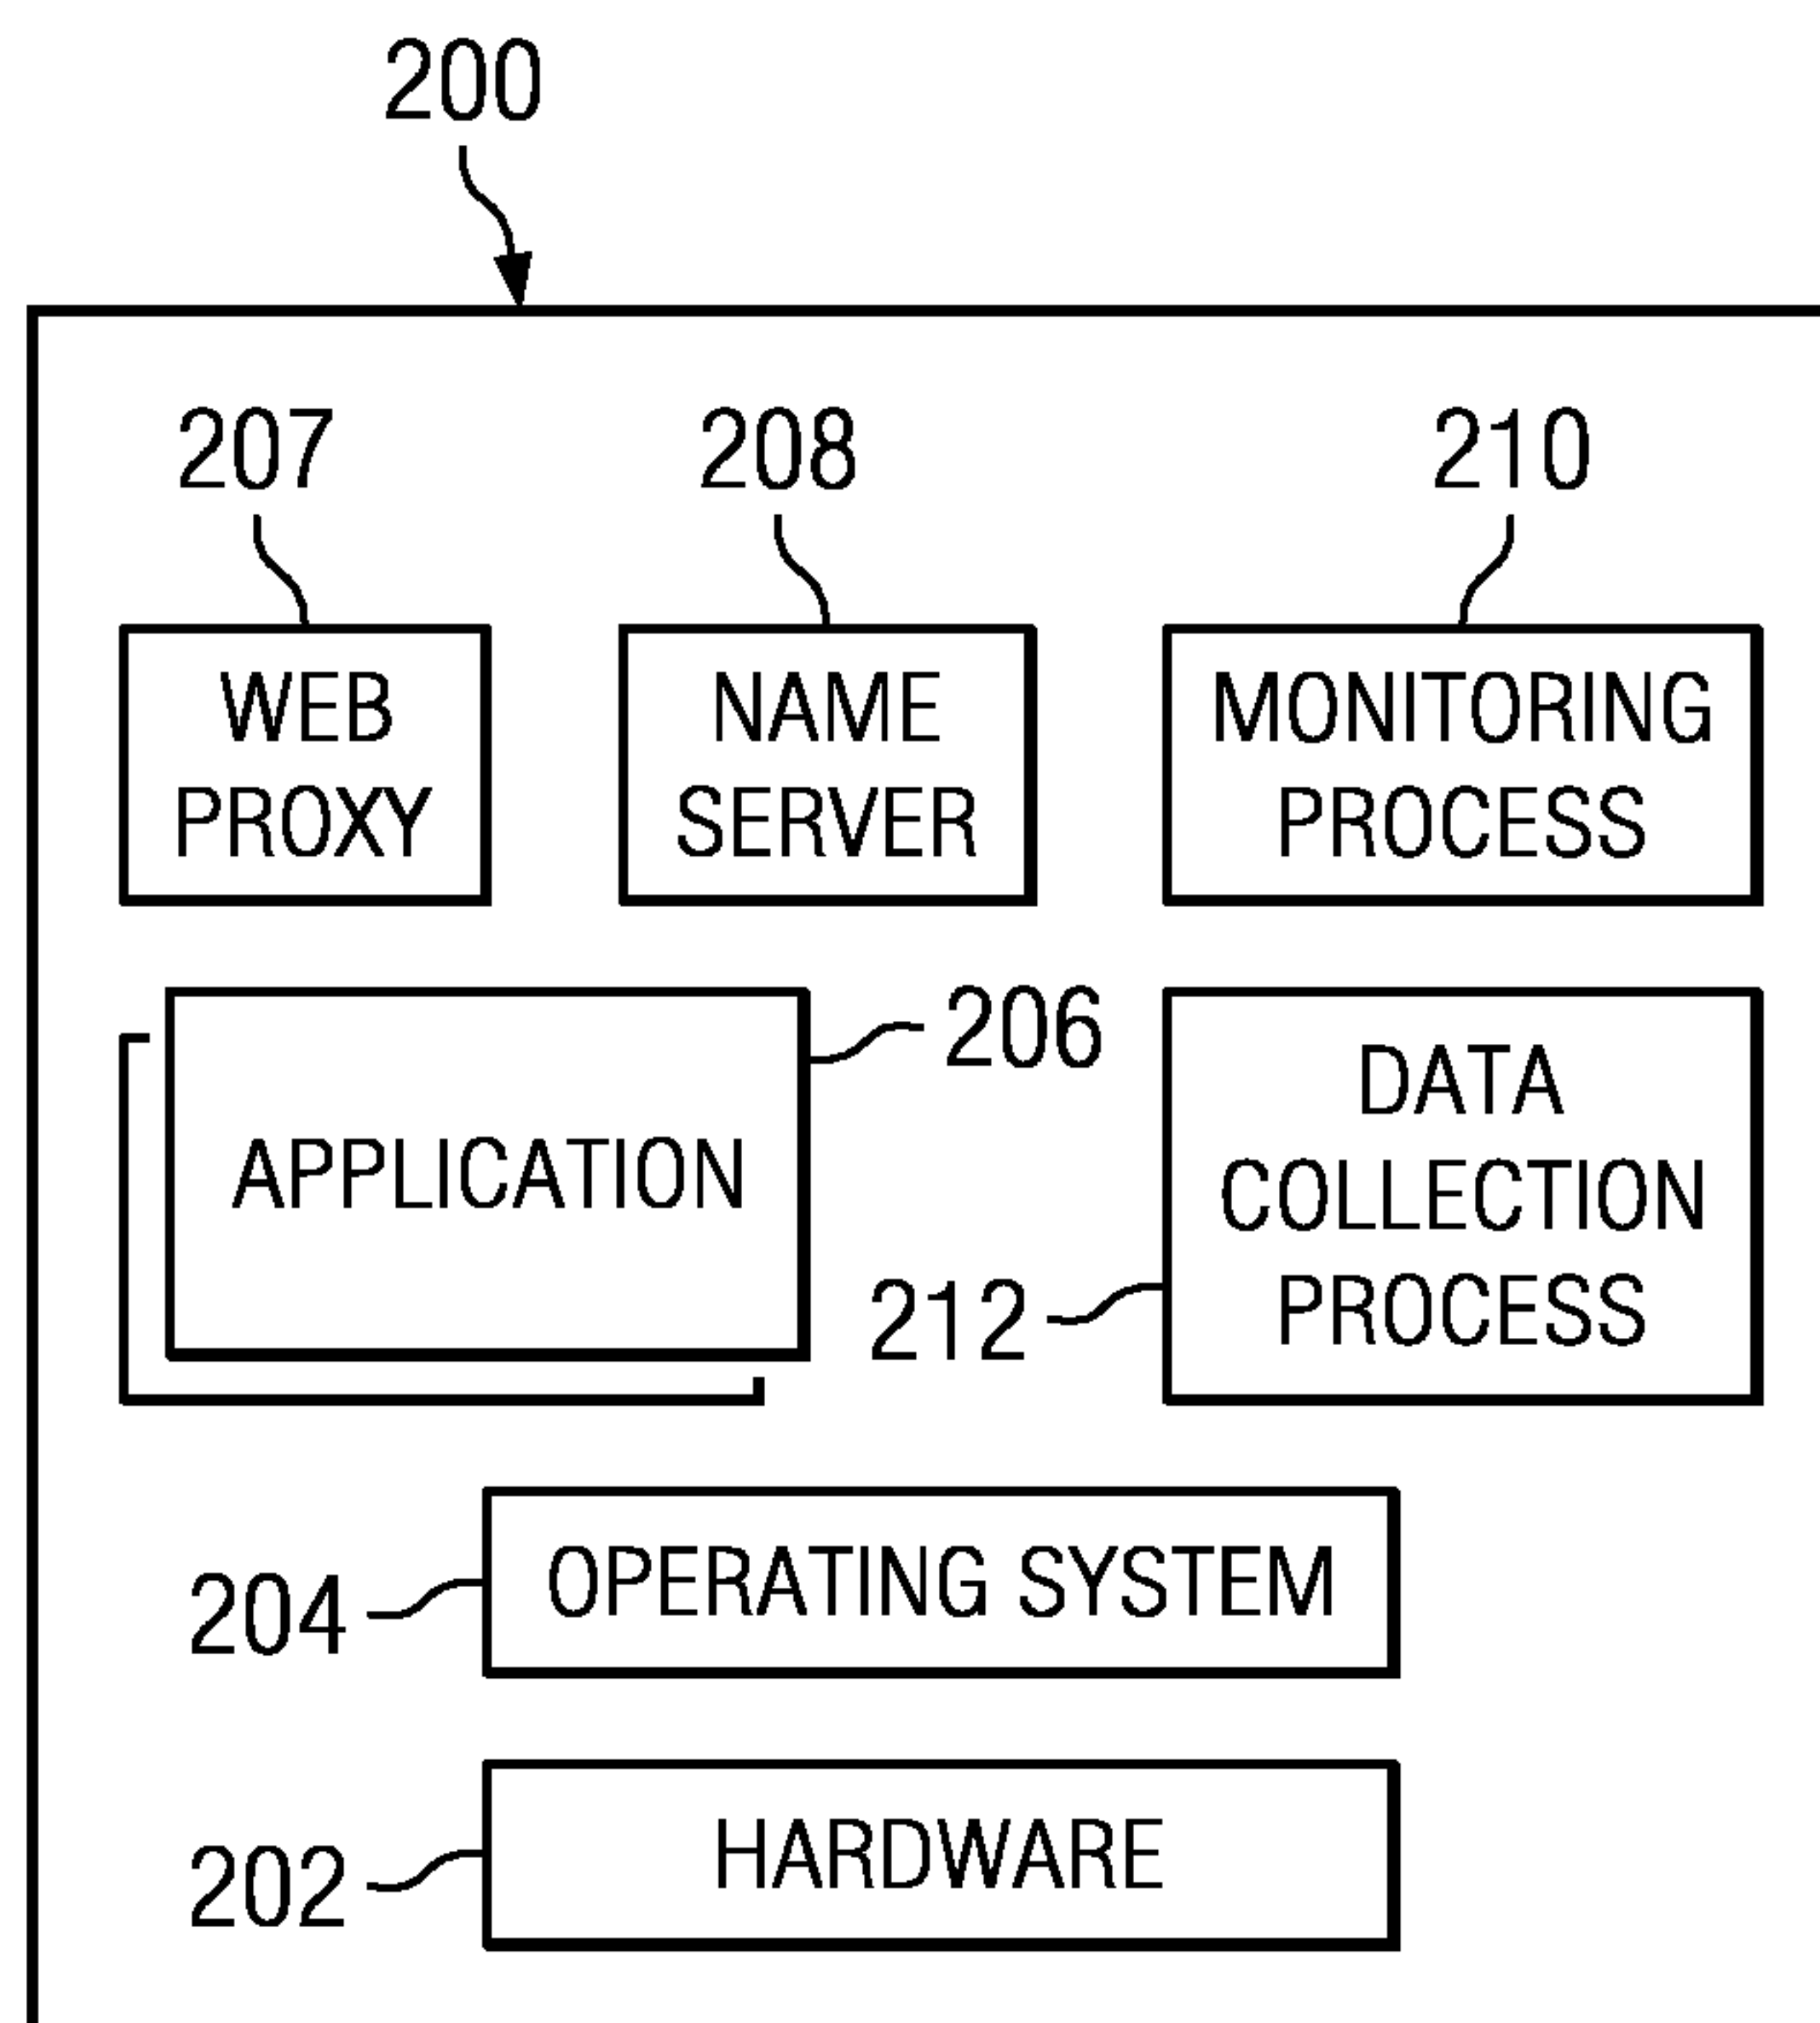 200
207
208
210
WEB
PROXY
NAME
SERVER
MONITORING
PROCESS
206
APPLICATION
DATA
COLLECTION
PROCESS
212
OPERATING SYSTEM
204
HARDWARE
202